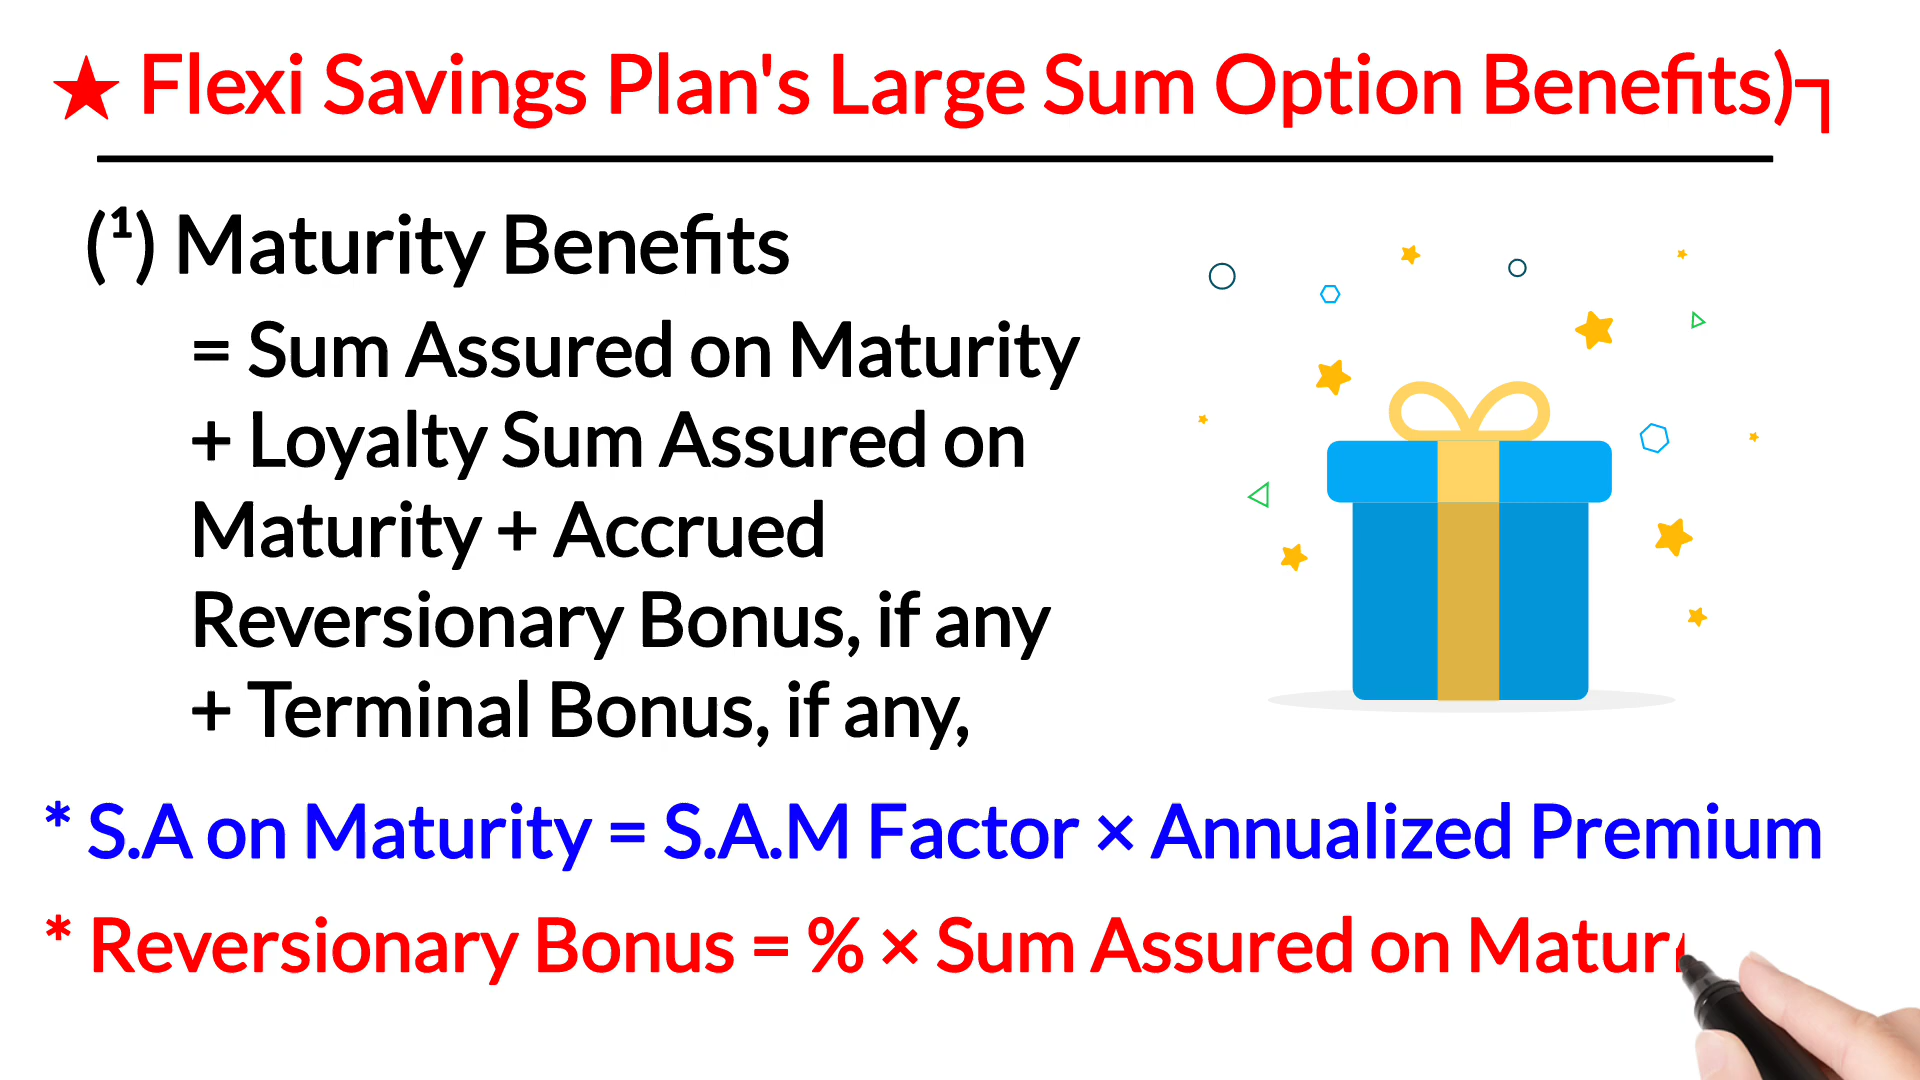 ★ Flexi Savings Plan's Large Sum Option Benefits)┐
(¹) Maturity Benefits
= Sum Assured on Maturity
+ Loyalty Sum Assured on
Maturity + Accrued
Reversionary Bonus, if any
+ Terminal Bonus, if any,
* S.A on Maturity = S.A.M Factor × Annualized Premium
* Reversionary Bonus = % × Sum Assured on Matur